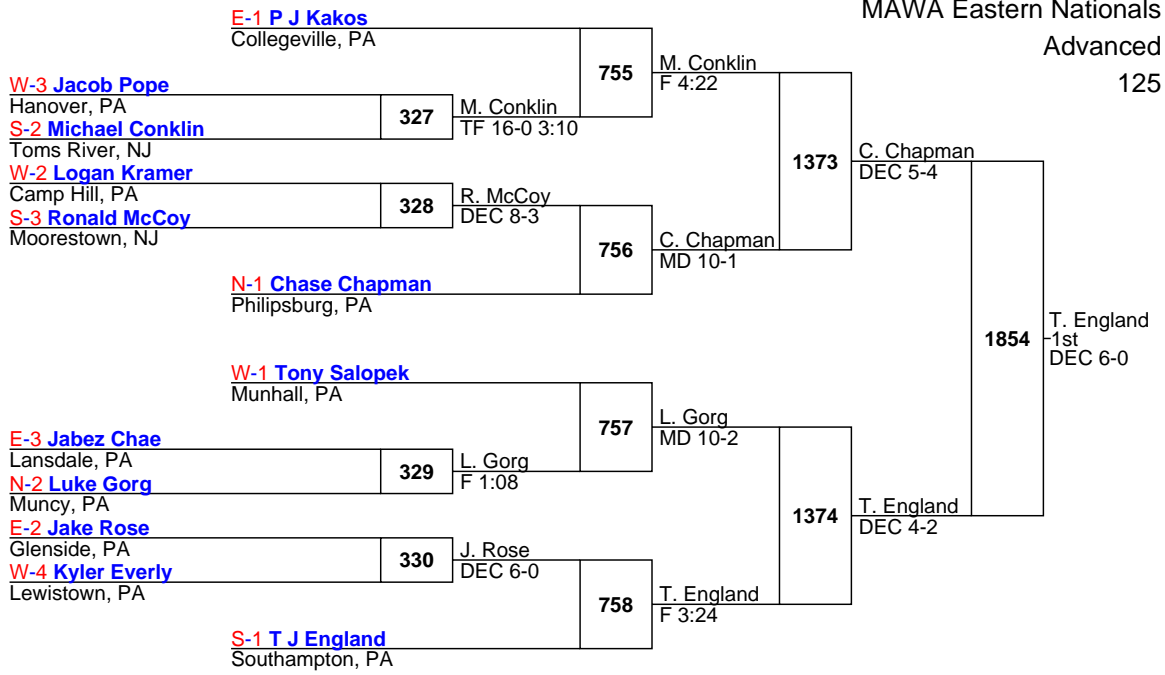 MAWA Eastern Nationals
Advanced
125
E-1 P J Kakos
Collegeville, PA
755
M. Conklin
F 4:22
W-3 Jacob Pope
Hanover, PA
327
M. Conklin
TF 16-0 3:10
S-2 Michael Conklin
Toms River, NJ
1373
C. Chapman
DEC 5-4
W-2 Logan Kramer
Camp Hill, PA
328
R. McCoy
DEC 8-3
S-3 Ronald McCoy
Moorestown, NJ
756
C. Chapman
MD 10-1
N-1 Chase Chapman
Philipsburg, PA
1854
T. England
1st
DEC 6-0
W-1 Tony Salopek
Munhall, PA
757
L. Gorg
MD 10-2
E-3 Jabez Chae
Lansdale, PA
329
L. Gorg
F 1:08
N-2 Luke Gorg
Muncy, PA
1374
T. England
DEC 4-2
E-2 Jake Rose
Glenside, PA
330
J. Rose
DEC 6-0
W-4 Kyler Everly
Lewistown, PA
758
T. England
F 3:24
S-1 T J England
Southampton, PA